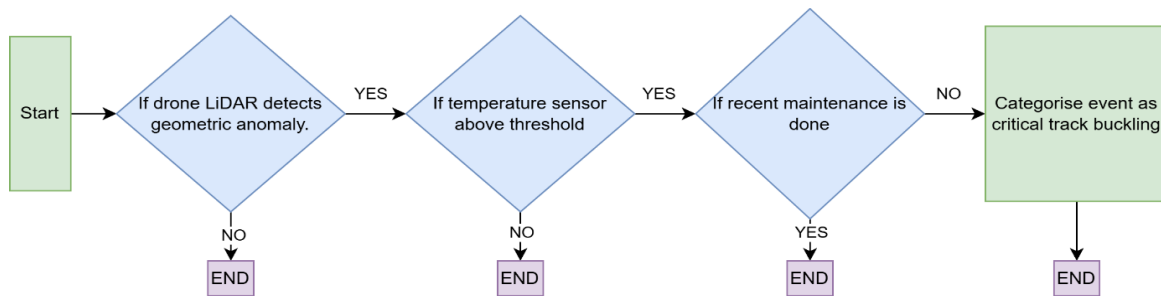 Start
If drone LiDAR detects
geometric anomaly.
YES
If temperature sensor
above threshold
YES
If recent maintenance is
done
NO
Categorise event as
critical track buckling
NO
NO
YES
END
END
END
END